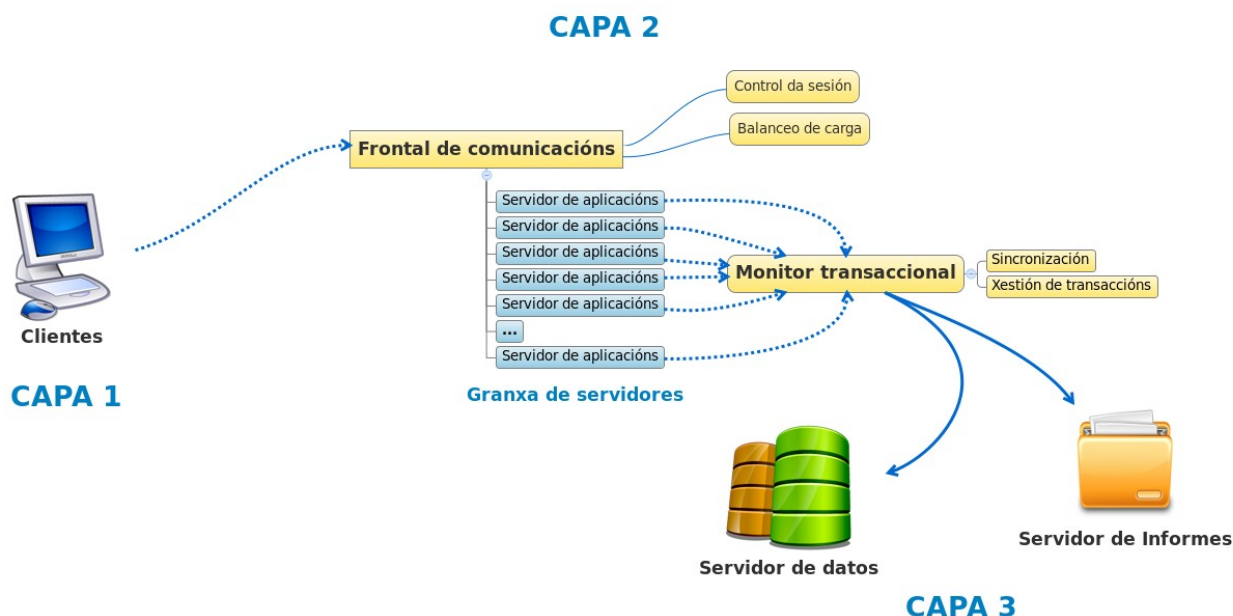 CAPA 2
Control da sesión
Balanceo de carga
Frontal de comunicacións
Servidor de aplicacións
Servidor de aplicacións
Servidor de aplicacións
Servidor de aplicacións
Servidor de aplicacións
...
Servidor de aplicacións
Granxa de servidores
Monitor transaccional
Sincronización
Xestión de transaccións
Clientes
CAPA 1
Servidor de datos
Servidor de Informes
CAPA 3